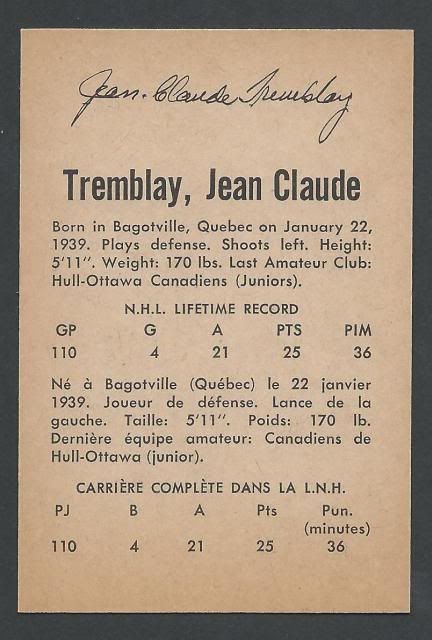 Jean-Claude Tremblay
Tremblay, Jean Claude
Born in Bagotville, Quebec on January 22,
1939. Plays defense. Shoots left. Height:
5'11". Weight: 170 lbs. Last Amateur Club:
Hull-Ottawa Canadiens (Juniors).
N.H.L. LIFETIME RECORD
GP G A PTS PIM
110 4 21 25 36
Né à Bagotville (Québec) le 22 janvier
1939. Joueur de défense. Lance de la
gauche. Taille: 5'11". Poids: 170 lb.
Dernière équipe amateur: Canadiens de
Hull-Ottawa (junior).
CARRIÈRE COMPLÈTE DANS LA L.N.H.
PJ B A Pts Pun.
(minutes)
110 4 21 25 36